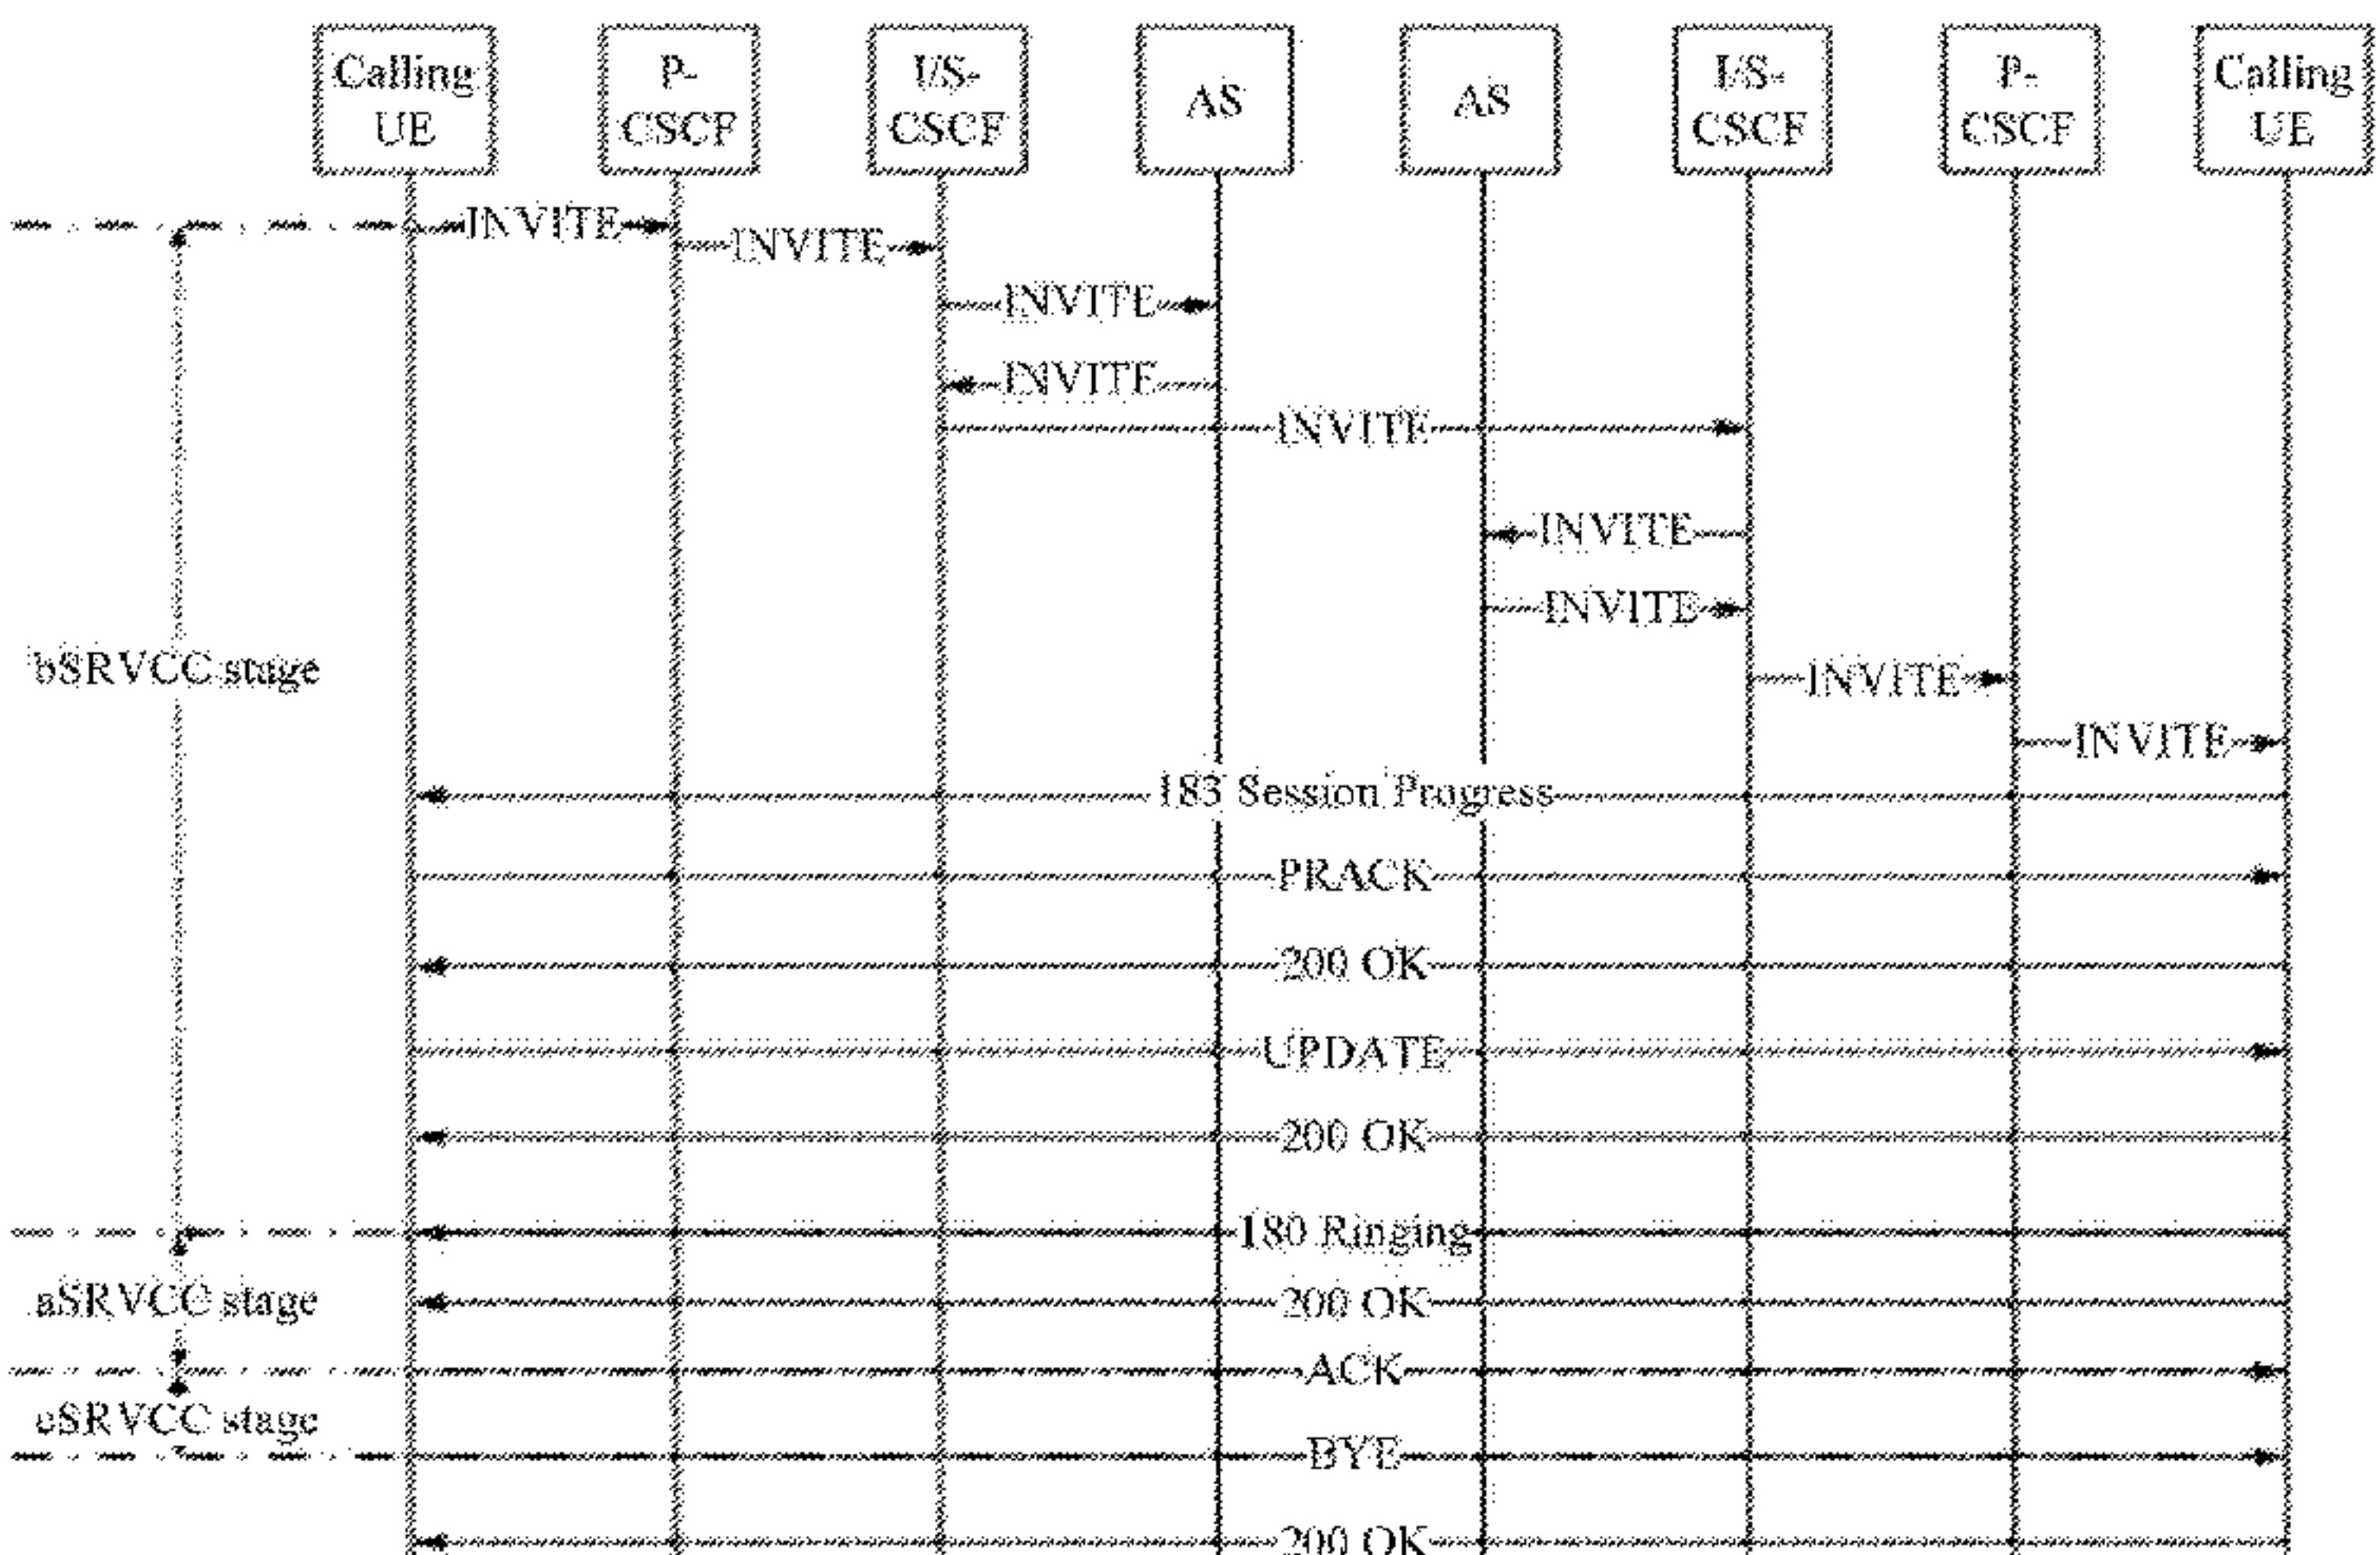 Calling
UE
P-
CSCF
I/S-
CSCF
AS
AS
I/S-
CSCF
P-
CSCF
Calling
UE
INVITE
INVITE
INVITE
INVITE
INVITE
INVITE
INVITE
bSRVCC stage
INVITE
INVITE
183 Session Progress
PRACK
200 OK
UPDATE
200 OK
180 Ringing
aSRVCC stage
200 OK
ACK
eSRVCC stage
BYE
200 OK